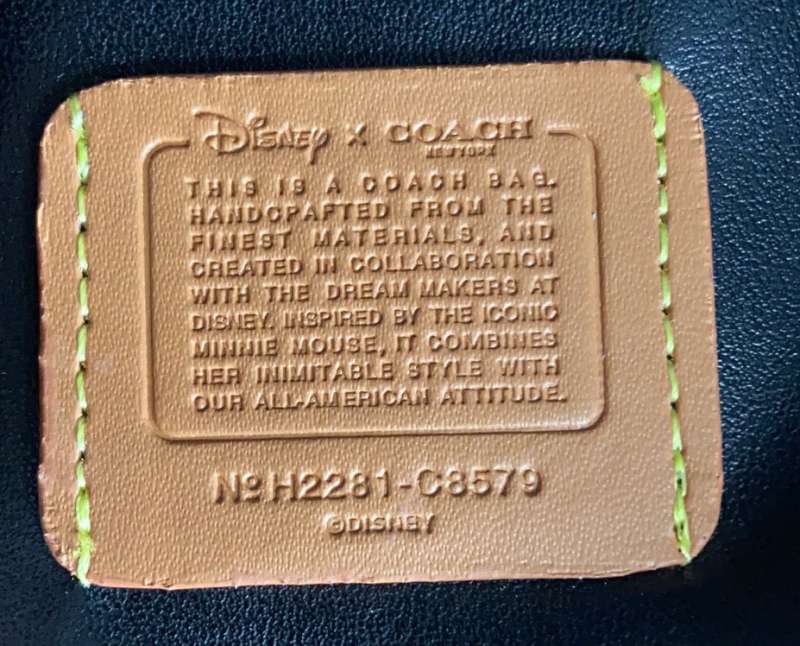 Disney x COACH
NEW YORK
THIS IS A COACH BAG.
HANDCRAFTED FROM THE
FINEST MATERIALS, AND
CREATED IN COLLABORATION
WITH THE DREAM MAKERS AT
DISNEY. INSPIRED BY THE ICONIC
MINNIE MOUSE, IT COMBINES
HER INIMITABLE STYLE WITH
OUR ALL-AMERICAN ATTITUDE.
Nº H2281-C8579
©DISNEY